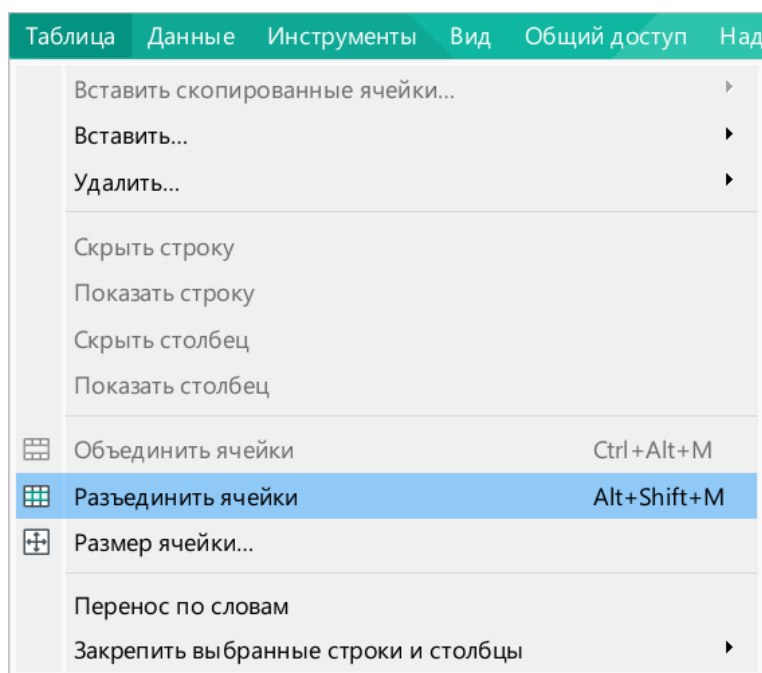 Таблица Данные Инструменты Вид Общий доступ Над
Вставить скопированные ячейки...
Вставить...
Удалить...
Скрыть строку
Показать строку
Скрыть столбец
Показать столбец
Объединить ячейки Ctrl+Alt+M
Разъединить ячейки Alt+Shift+M
Размер ячейки...
Перенос по словам
Закрепить выбранные строки и столбцы